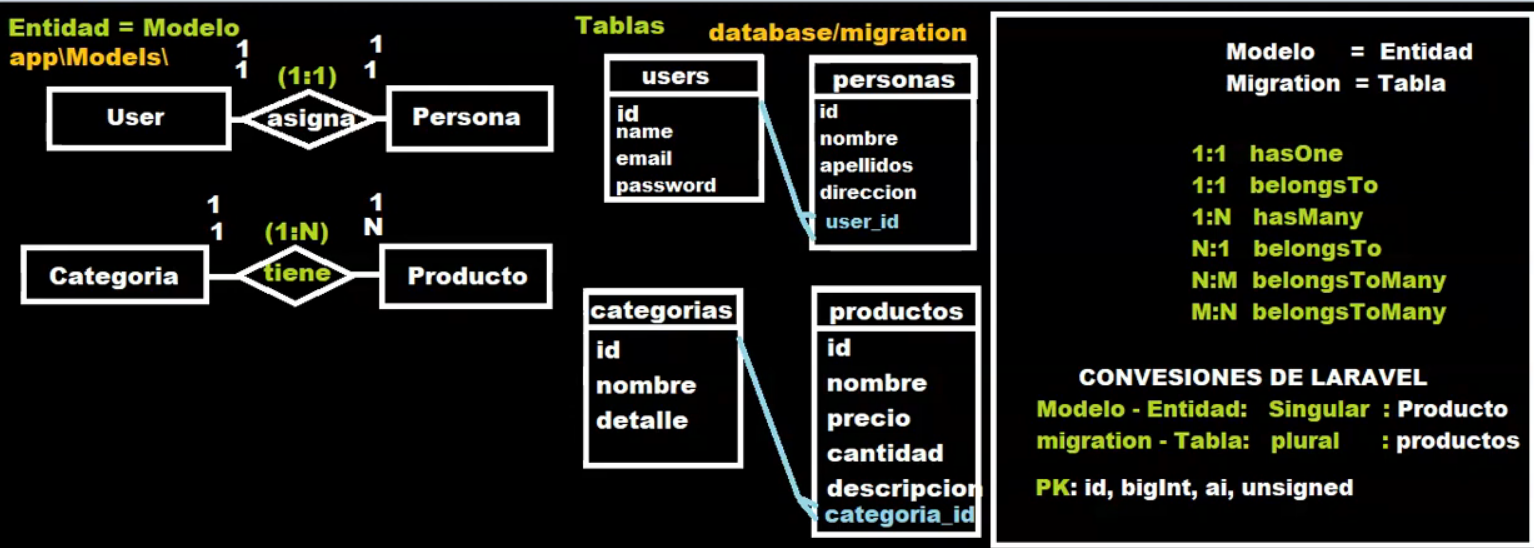 Entidad = Modelo
app\Models\
1
1
1
1
(1:1)
User
asigna
Persona
1
1
1
N
(1:N)
Categoria
tiene
Producto
Tablas
database/migration
users
id
name
email
password
personas
id
nombre
apellidos
direccion
user_id
categorias
id
nombre
detalle
productos
id
nombre
precio
cantidad
descripcion
categoria_id
Modelo = Entidad
Migration = Tabla
1:1 hasOne
1:1 belongsTo
1:N hasMany
N:1 belongsTo
N:M belongsToMany
M:N belongsToMany
CONVESIONES DE LARAVEL
Modelo - Entidad: Singular : Producto
migration - Tabla: plural : productos
PK: id, bigInt, ai, unsigned